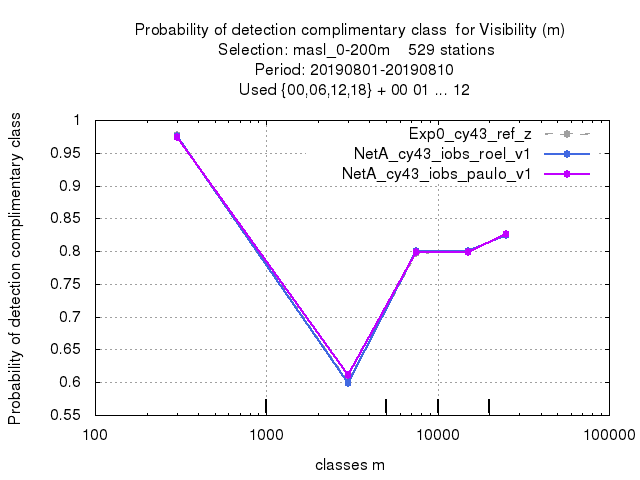 Probability of detection complimentary class  for Visibility (m)
Selection: masl_0-200m    529 stations
Period: 20190801-20190810
Used {00,06,12,18} + 00 01 ... 12
Probability of detection complimentary class
1
0.95
0.9
0.85
0.8
0.75
0.7
0.65
0.6
0.55
Exp0_cy43_ref_z
NetA_cy43_iobs_roel_v1
NetA_cy43_iobs_paulo_v1
100
1000
10000
100000
classes m